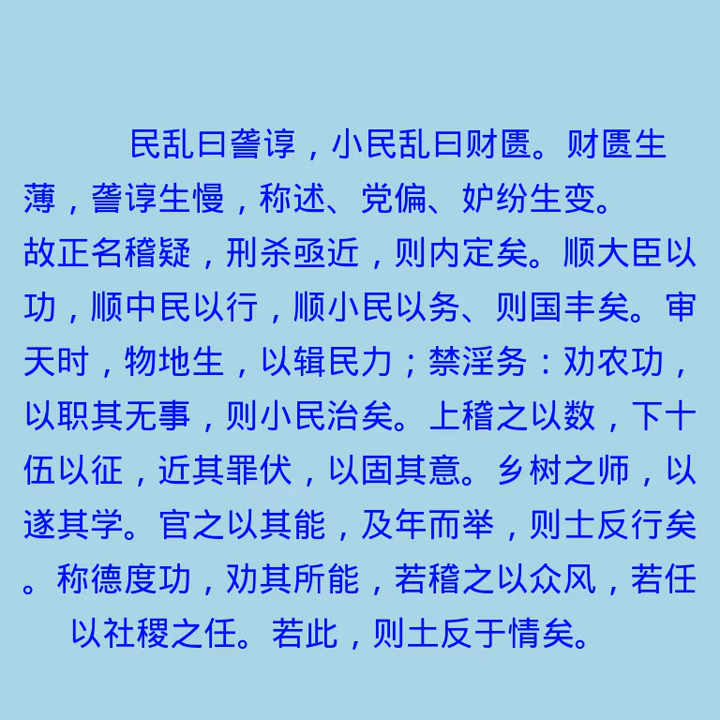 民乱曰讆谆，小民乱曰财匮。财匮生
薄，讆谆生慢，称述、党偏、妒纷生变。
故正名稽疑，刑杀亟近，则内定矣。顺大臣以
功，顺中民以行，顺小民以务、则国丰矣。审
天时，物地生，以辑民力；禁淫务：劝农功，
以职其无事，则小民治矣。上稽之以数，下十
伍以征，近其罪伏，以固其意。乡树之师，以
遂其学。官之以其能，及年而举，则士反行矣
。称德度功，劝其所能，若稽之以众风，若任
以社稷之任。若此，则士反于情矣。